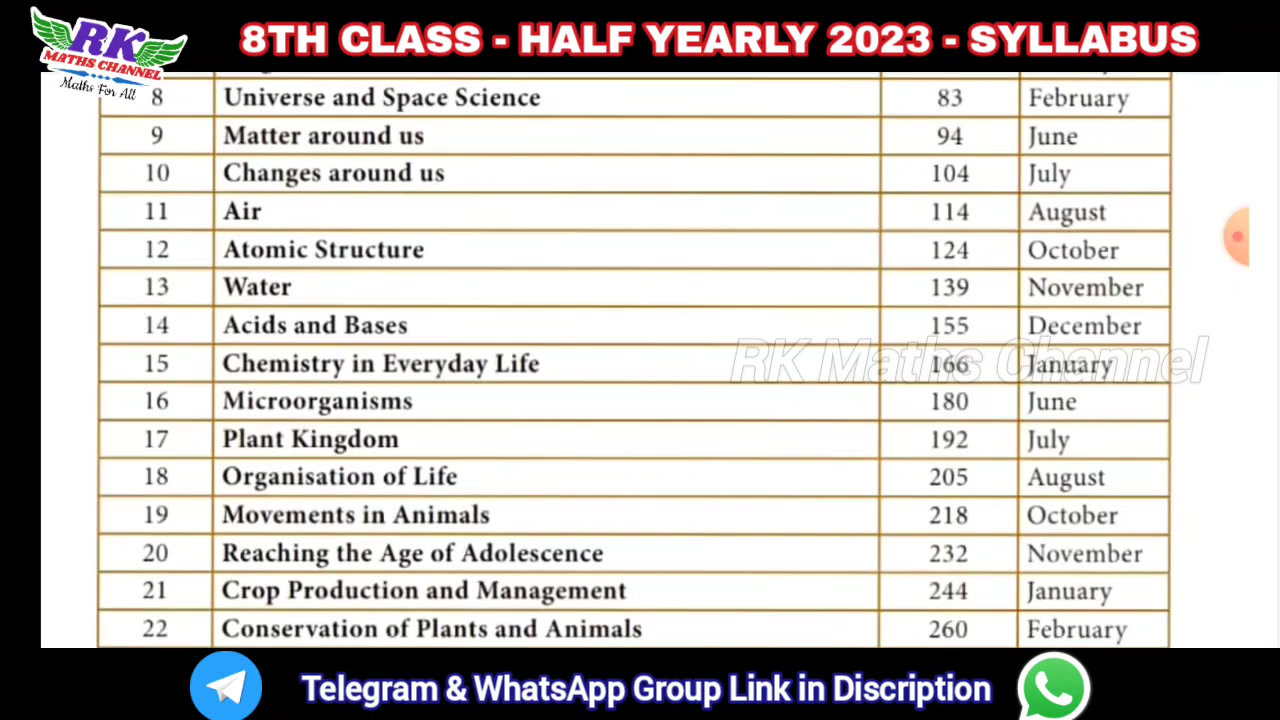 RK
MATHS CHANNEL
Maths For All
8TH CLASS - HALF YEARLY 2023 - SYLLABUS
8 Universe and Space Science 83 February
9 Matter around us 94 June
10 Changes around us 104 July
11 Air 114 August
12 Atomic Structure 124 October
13 Water 139 November
14 Acids and Bases 155 December
15 Chemistry in Everyday Life 166 January
RK Maths Channel
16 Microorganisms 180 June
17 Plant Kingdom 192 July
18 Organisation of Life 205 August
19 Movements in Animals 218 October
20 Reaching the Age of Adolescence 232 November
21 Crop Production and Management 244 January
22 Conservation of Plants and Animals 260 February
Telegram & WhatsApp Group Link in Discription